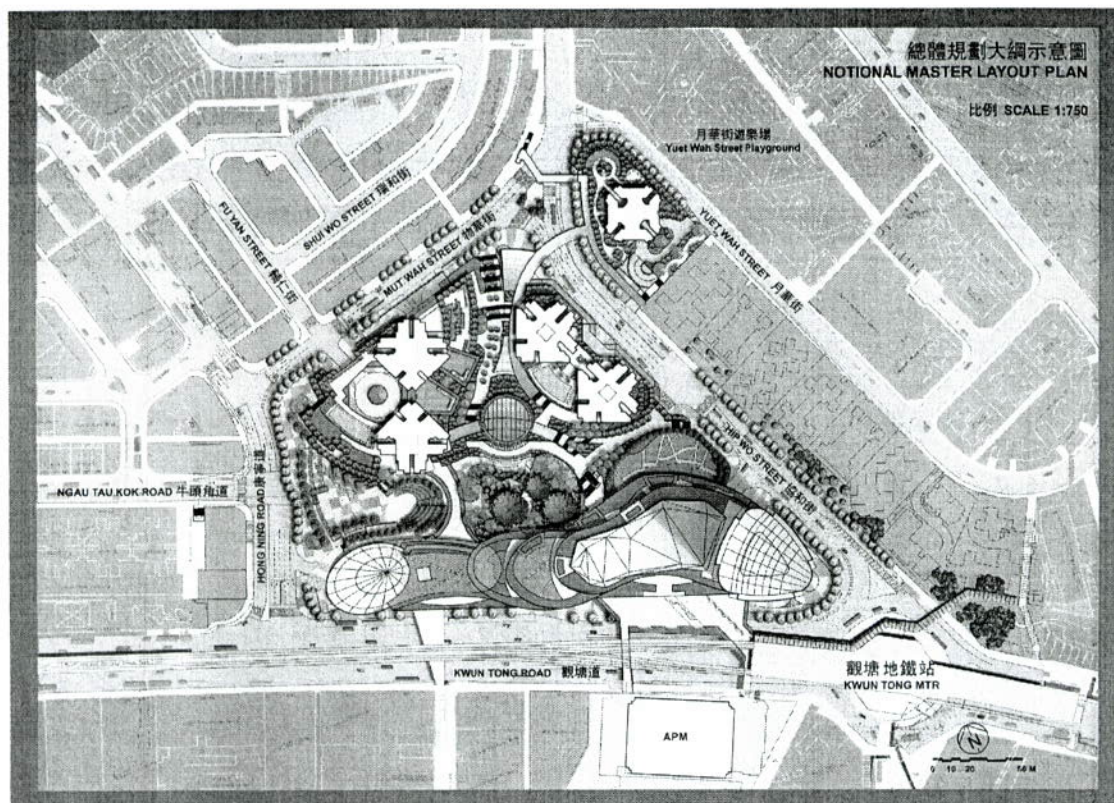 總體規劃大綱示意圖
NOTIONAL MASTER LAYOUT PLAN
比例 SCALE 1:750
月華街遊樂場
Yuet Wah Street Playground
SHUI WO STREET 瑞和街
FU YAN STREET 輔仁街
MUT WAH STREET 物華街
YUET WAH STREET 月華街
HIP WO STREET 協和街
NGAU TAU KOK ROAD 牛頭角道
HONG NING ROAD 康寧道
KWUN TONG ROAD 觀塘道
觀塘地鐵站
KWUN TONG MTR
APM
N
0 10 20